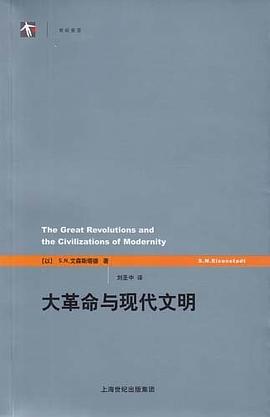 The Great Revolutions and
the Civilizations of Modernity
[以] S.N.艾森斯塔德 著
S.N.Eisenstadt
刘圣中 译
大革命与现代文明
上海世纪出版集团